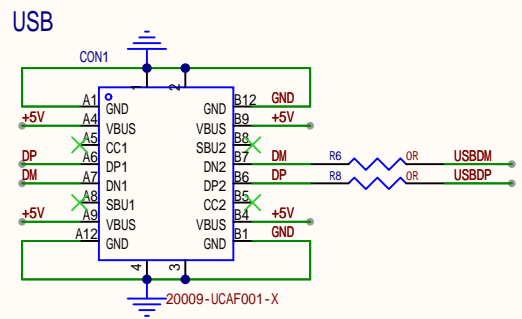 USB
CON1
1 2
A1 GND GND B12 GND
+5V A4 VBUS VBUS B9 +5V
A5 CC1 SBU2 B8
DP A6 DP1 DN2 B7 DM R6 0R USBDM
DM A7 DN1 DP2 B6 DP R8 0R USBDP
A8 SBU1 CC2 B5
+5V A9 VBUS VBUS B4 +5V
A12 GND GND B1 GND
4 3
20009-UCAF001-X